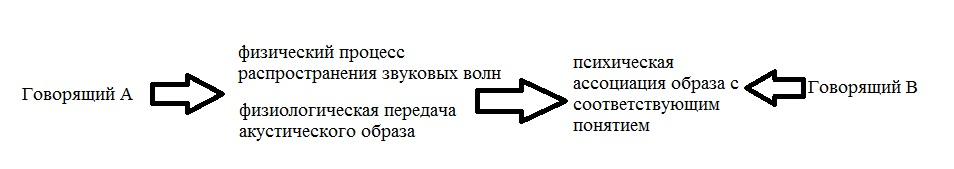 Говорящий А
физический процесс
распространения звуковых волн
физиологическая передача
акустического образа
психическая
ассоциация образа с
соответствующим
понятием
Говорящий В